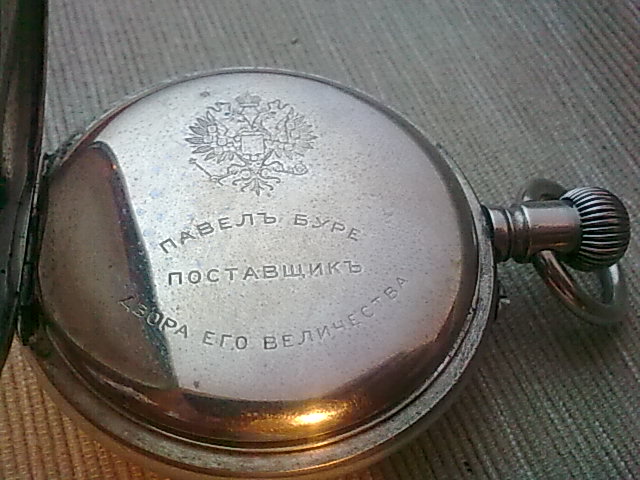 ПАВЕЛЪ БУРЕ
ПОСТАВЩИКЪ
ДВОРА ЕГО ВЕЛИЧЕСТВА